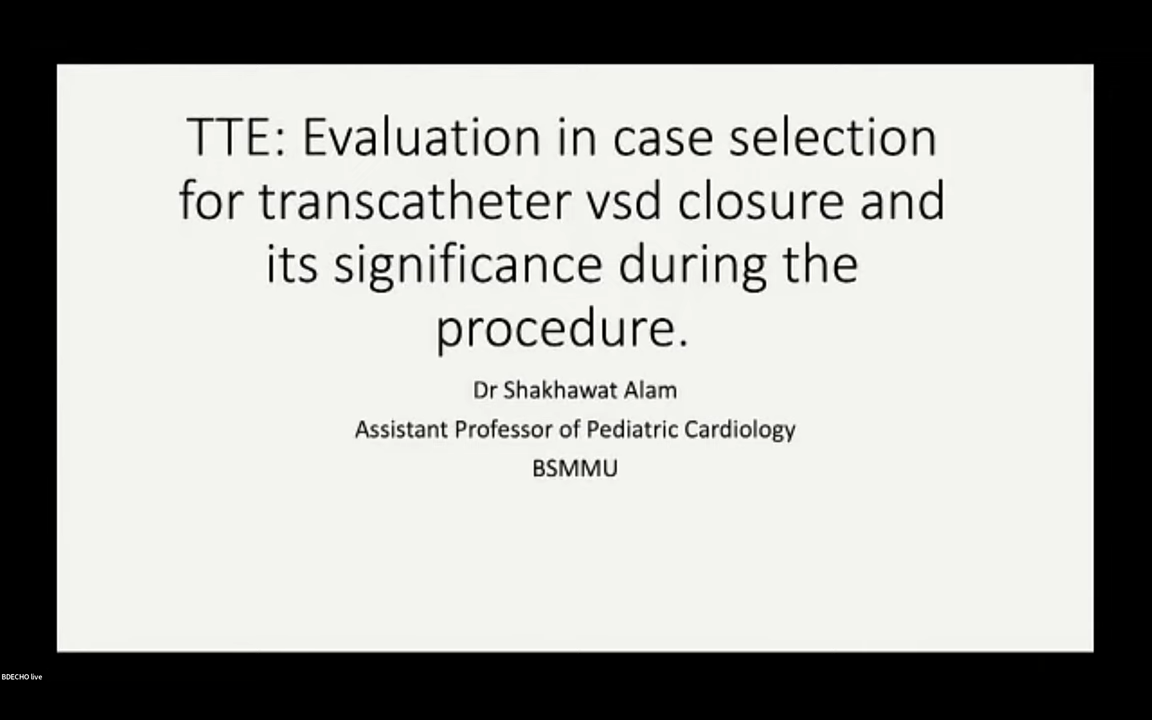 TTE: Evaluation in case selection
for transcatheter vsd closure and
its significance during the
procedure.
Dr Shakhawat Alam
Assistant Professor of Pediatric Cardiology
BSMMU
BDECHO live